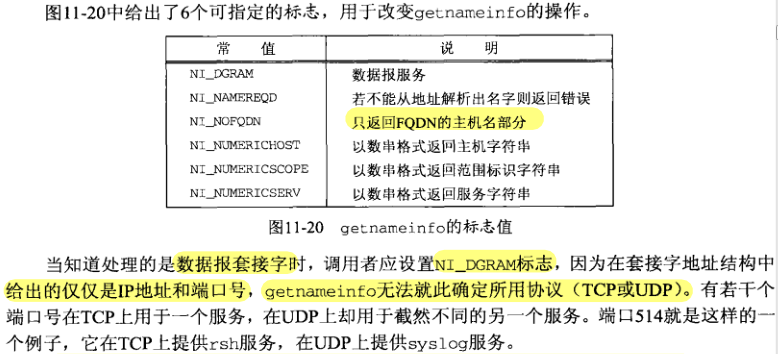 图11-20中给出了6个可指定的标志，用于改变getnameinfo的操作。
常 值 说 明
NI_DGRAM 数据报服务
NI_NAMEREQD 若不能从地址解析出名字则返回错误
NI_NOFQDN 只返回FQDN的主机名部分
NI_NUMERICHOST 以数串格式返回主机字符串
NI_NUMERICSCOPE 以数串格式返回范围标识字符串
NI_NUMERICSERV 以数串格式返回服务字符串
图11-20 getnameinfo的标志值
当知道处理的是数据报套接字时，调用者应设置NI_DGRAM标志，因为在套接字地址结构中
给出的仅仅是IP地址和端口号，getnameinfo无法就此确定所用协议（TCP或UDP）。有若干个
端口号在TCP上用于一个服务，在UDP上却用于截然不同的另一个服务。端口514就是这样的一
个例子，它在TCP上提供rsh服务，在UDP上提供syslog服务。